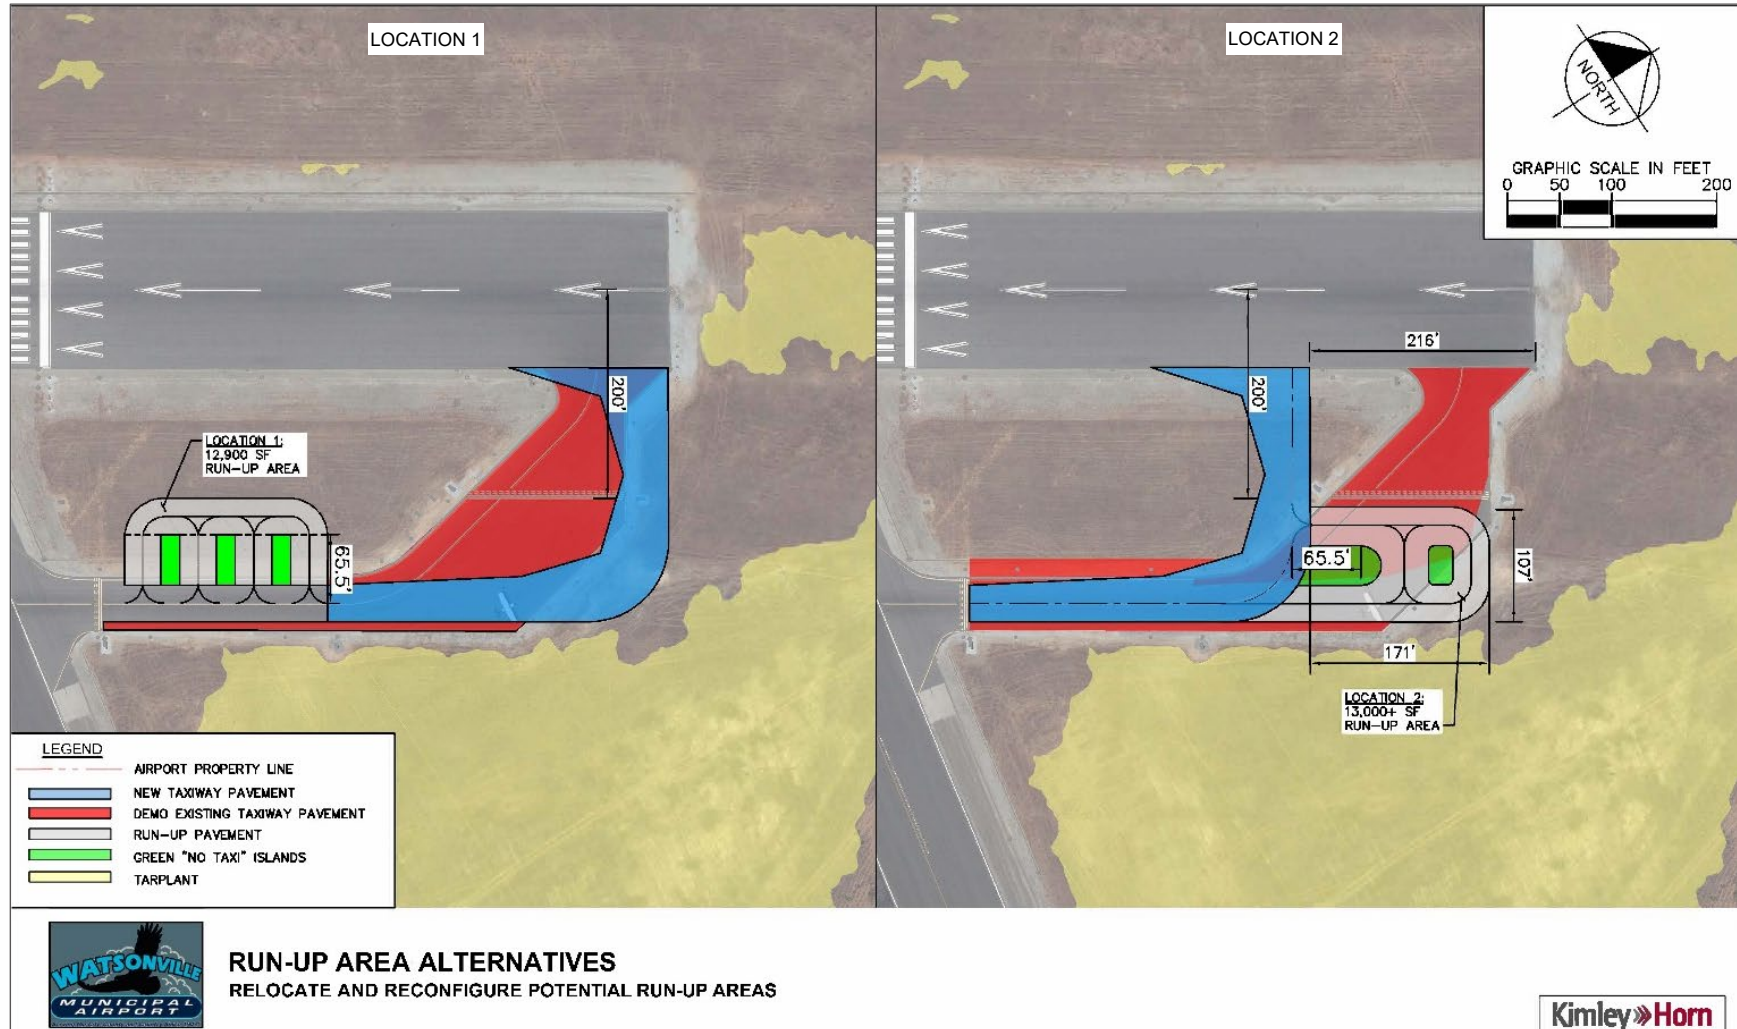 LOCATION 1
LOCATION 2
NORTH
GRAPHIC SCALE IN FEET
0 50 100 200
200'
LOCATION 1:
12,900 SF
RUN-UP AREA
65.5'
216'
200'
65.5'
107'
171'
LOCATION 2:
13,000+ SF
RUN-UP AREA
LEGEND
AIRPORT PROPERTY LINE
NEW TAXIWAY PAVEMENT
DEMO EXISTING TAXIWAY PAVEMENT
RUN-UP PAVEMENT
GREEN "NO TAXI" ISLANDS
TARPLANT
WATSONVILLE
MUNICIPAL
AIRPORT
RUN-UP AREA ALTERNATIVES
RELOCATE AND RECONFIGURE POTENTIAL RUN-UP AREAS
Kimley»Horn